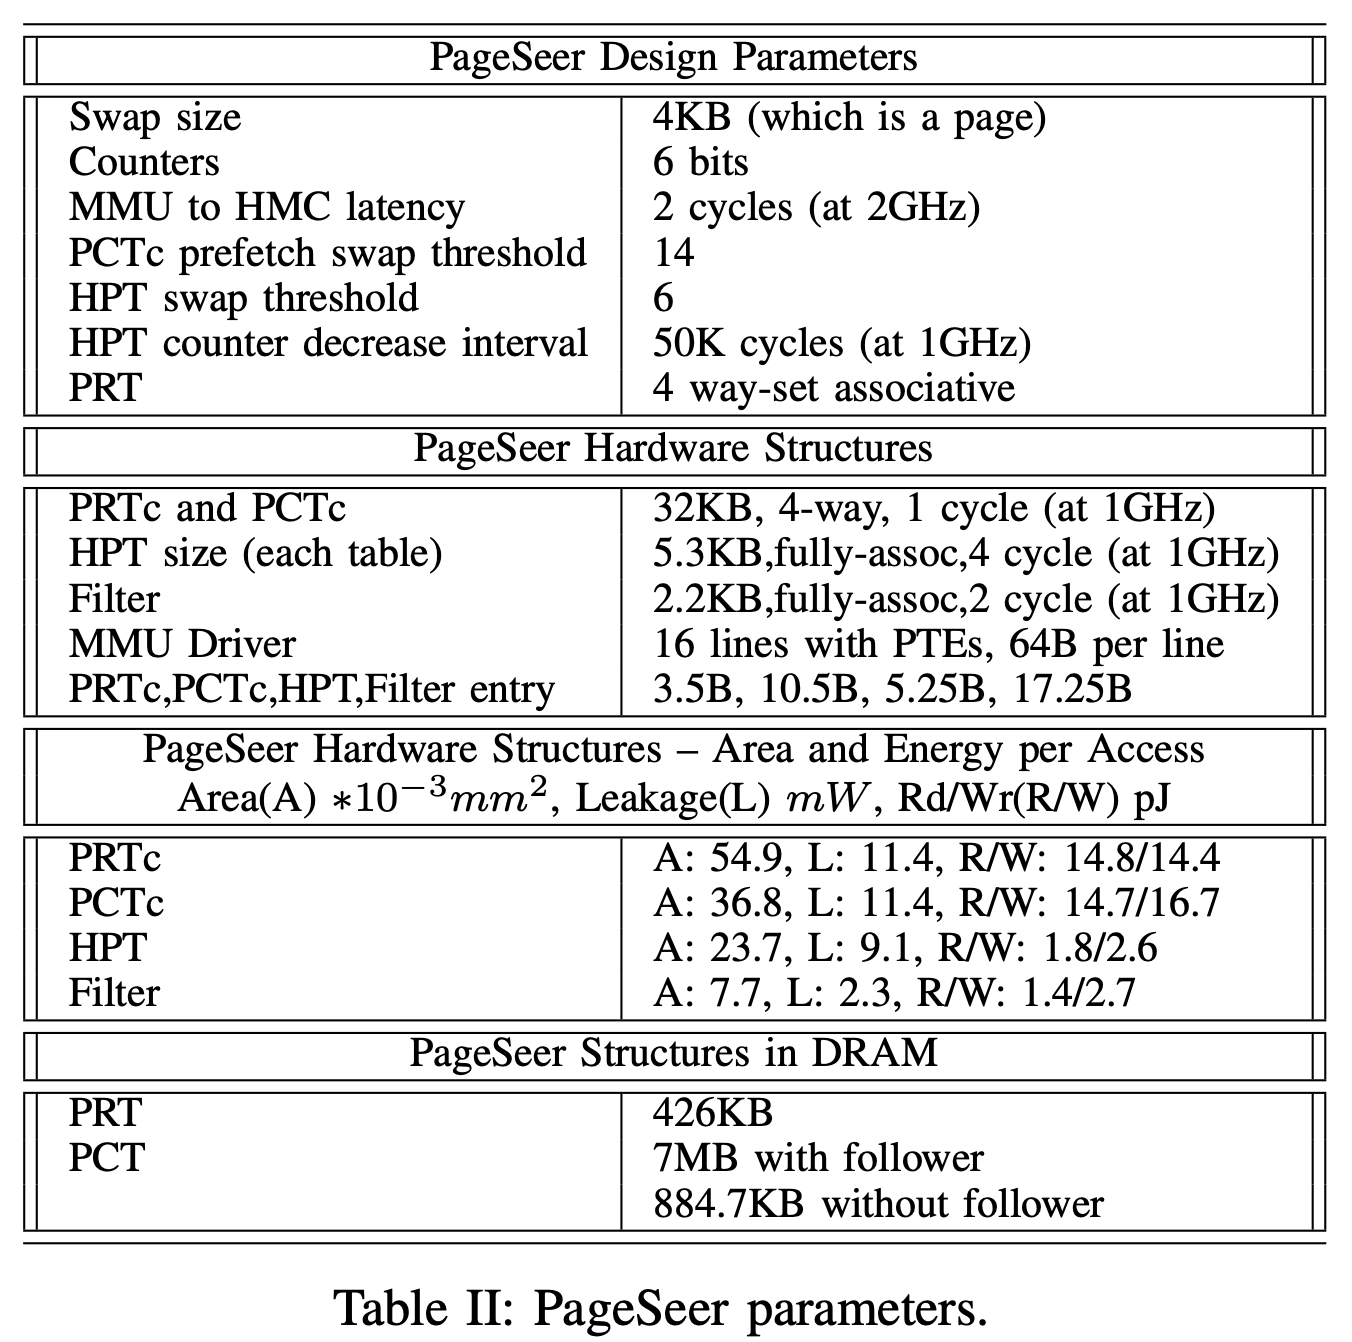 PageSeer Design Parameters
Swap size 4KB (which is a page)
Counters 6 bits
MMU to HMC latency 2 cycles (at 2GHz)
PCTc prefetch swap threshold 14
HPT swap threshold 6
HPT counter decrease interval 50K cycles (at 1GHz)
PRT 4 way-set associative
PageSeer Hardware Structures
PRTc and PCTc 32KB, 4-way, 1 cycle (at 1GHz)
HPT size (each table) 5.3KB,fully-assoc,4 cycle (at 1GHz)
Filter 2.2KB,fully-assoc,2 cycle (at 1GHz)
MMU Driver 16 lines with PTEs, 64B per line
PRTc,PCTc,HPT,Filter entry 3.5B, 10.5B, 5.25B, 17.25B
PageSeer Hardware Structures – Area and Energy per Access
Area(A) *10⁻³mm², Leakage(L) mW, Rd/Wr(R/W) pJ
PRTc A: 54.9, L: 11.4, R/W: 14.8/14.4
PCTc A: 36.8, L: 11.4, R/W: 14.7/16.7
HPT A: 23.7, L: 9.1, R/W: 1.8/2.6
Filter A: 7.7, L: 2.3, R/W: 1.4/2.7
PageSeer Structures in DRAM
PRT 426KB
PCT 7MB with follower
884.7KB without follower
Table II: PageSeer parameters.